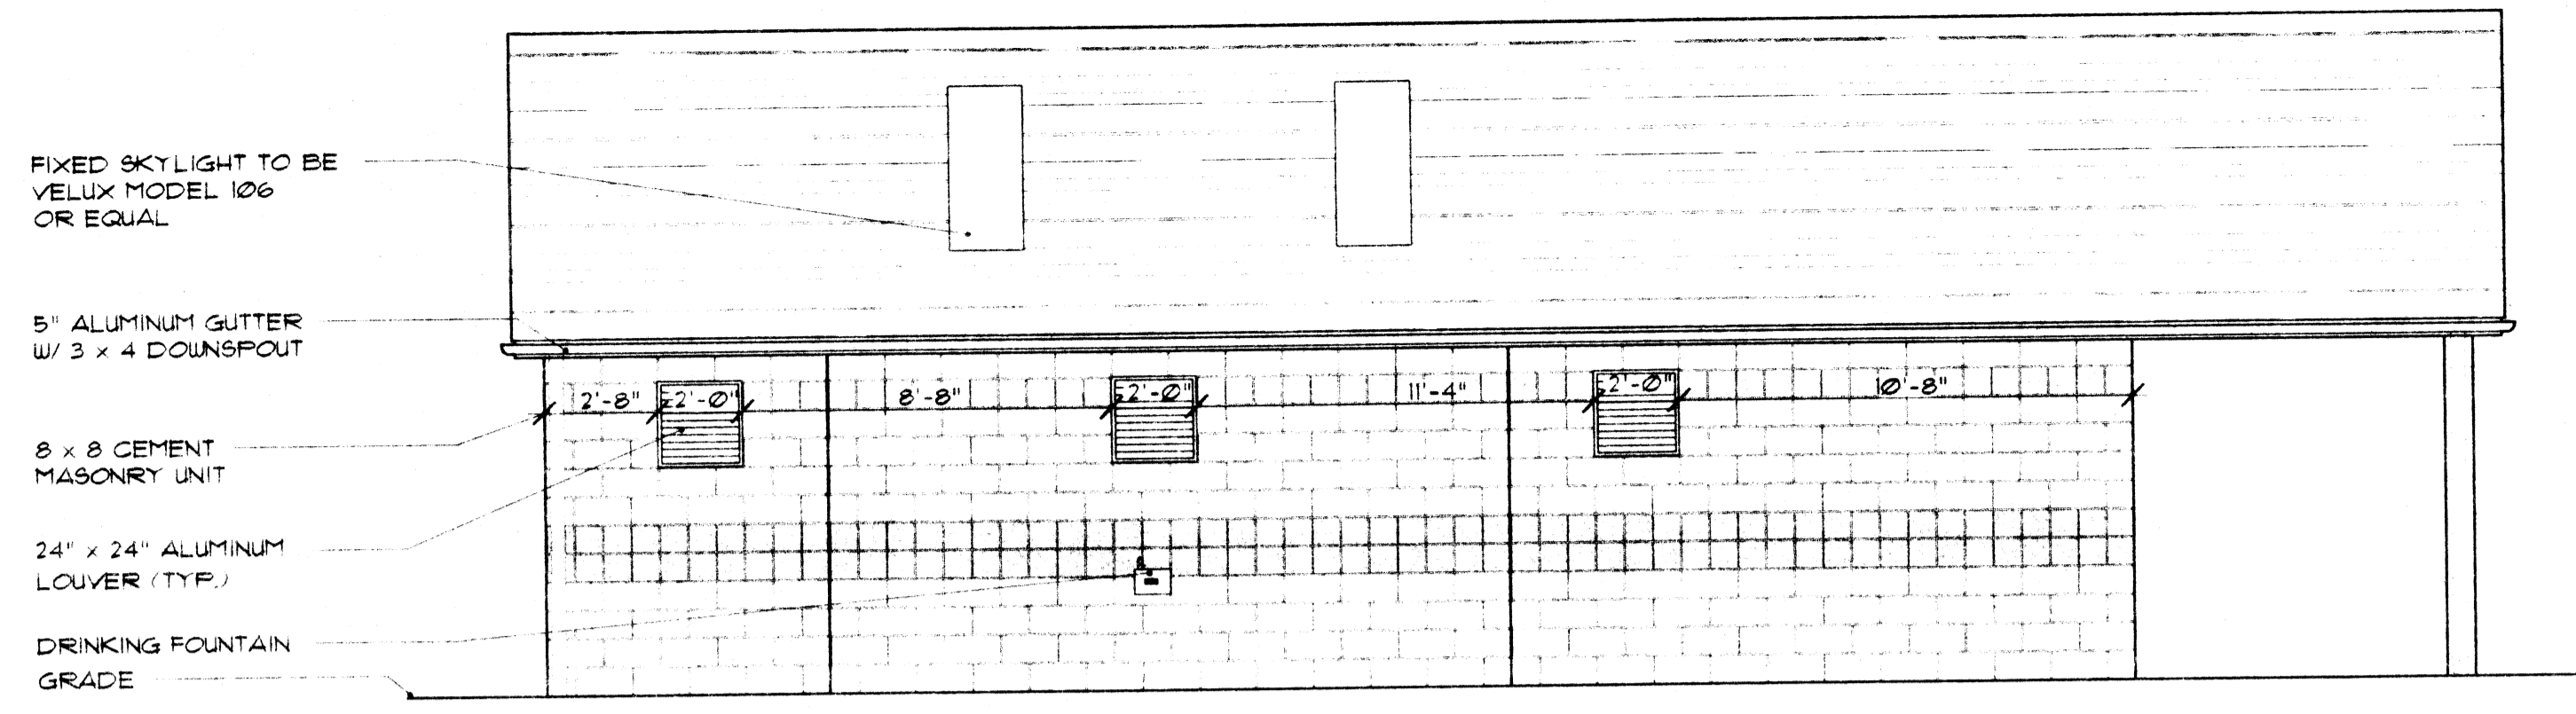 FIXED SKYLIGHT TO BE
VELUX MODEL 106
OR EQUAL
5" ALUMINUM GUTTER
W/ 3 x 4 DOWNSPOUT
2'-8" 2'-0" 8'-8" 2'-0" 11'-4" 2'-0" 10'-8"
8 x 8 CEMENT
MASONRY UNIT
24" x 24" ALUMINUM
LOUVER (TYP.)
DRINKING FOUNTAIN
GRADE